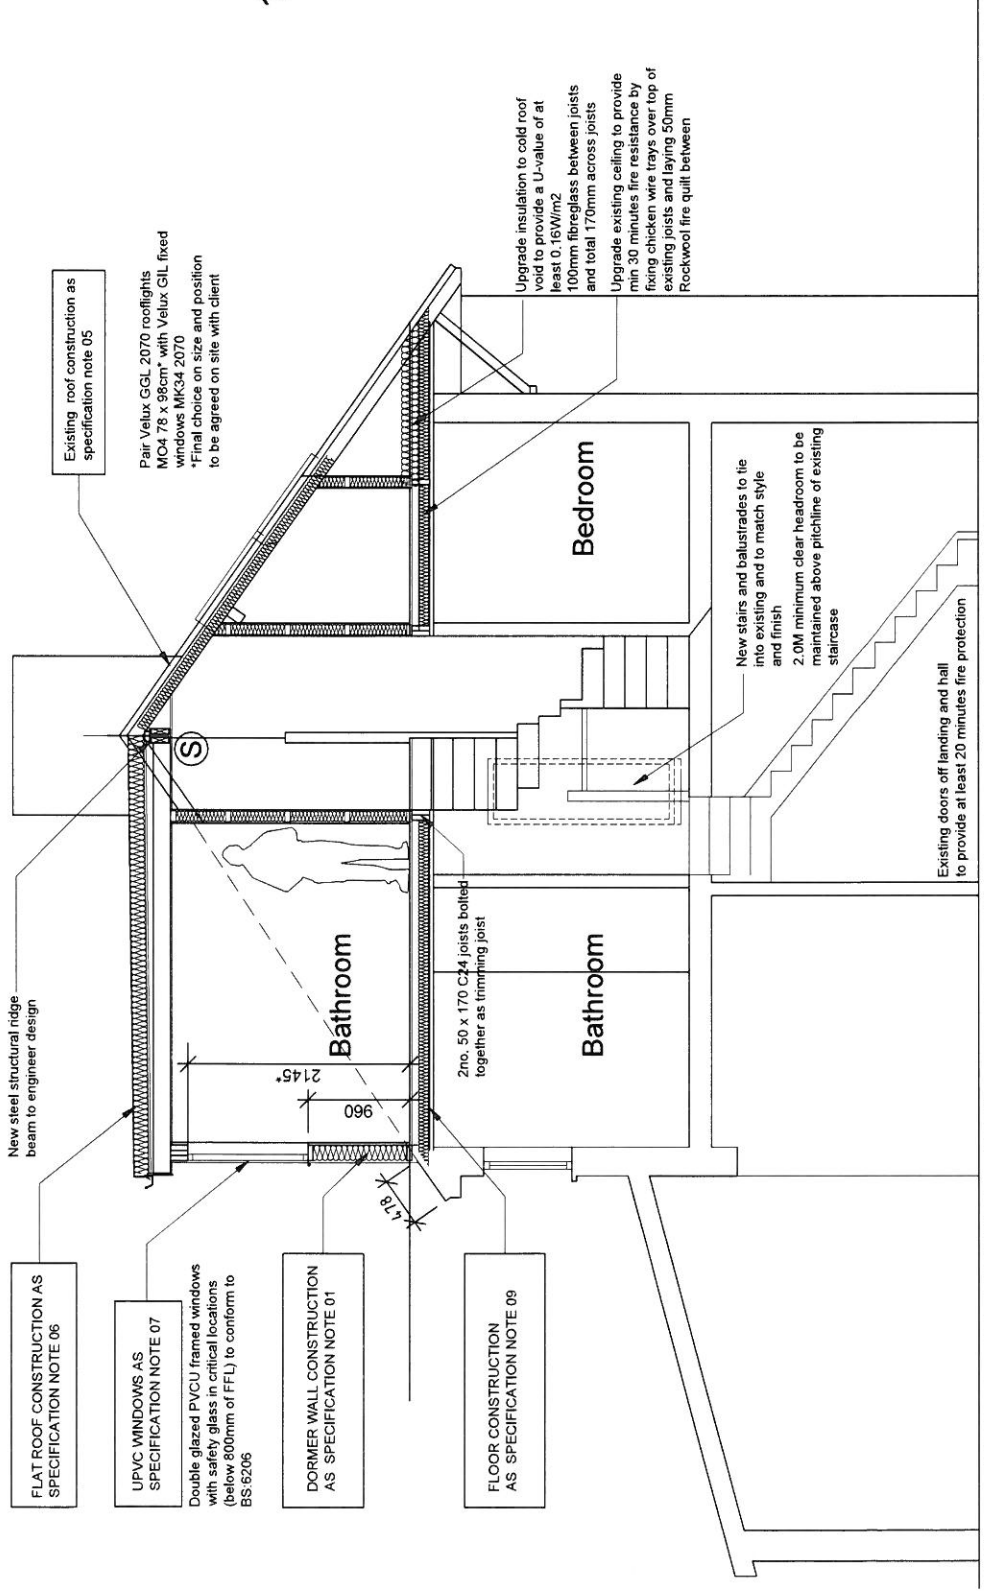 New steel structural ridge
beam to engineer design
FLAT ROOF CONSTRUCTION AS
SPECIFICATION NOTE 06
UPVC WINDOWS AS
SPECIFICATION NOTE 07
Double glazed PVCU framed windows
with safety glass in critical locations
(below 800mm of FFL) to conform to
BS:6206
DORMER WALL CONSTRUCTION
AS SPECIFICATION NOTE 01
FLOOR CONSTRUCTION
AS SPECIFICATION NOTE 09
478
960
2145*
Bathroom
Bathroom
2no. 50 x 170 C24 joists bolted
together as trimming joist
S
Existing roof construction as
specification note 05
Pair Velux GGL 2070 rooflights
MO4 78 x 98cm* with Velux GIL fixed
windows MK34 2070
*Final choice on size and position
to be agreed on site with client
Upgrade insulation to cold roof
void to provide a U-value of at
least 0.16W/m2
100mm fibreglass between joists
and total 170mm across joists
Upgrade existing ceiling to provide
min 30 minutes fire resistance by
fixing chicken wire trays over top of
existing joists and laying 50mm
Rockwool fire quilt between
Bedroom
New stairs and balustrades to tie
into existing and to match style
and finish
2.0M minimum clear headroom to be
maintained above pitchline of existing
staircase
Existing doors off landing and hall
to provide at least 20 minutes fire protection